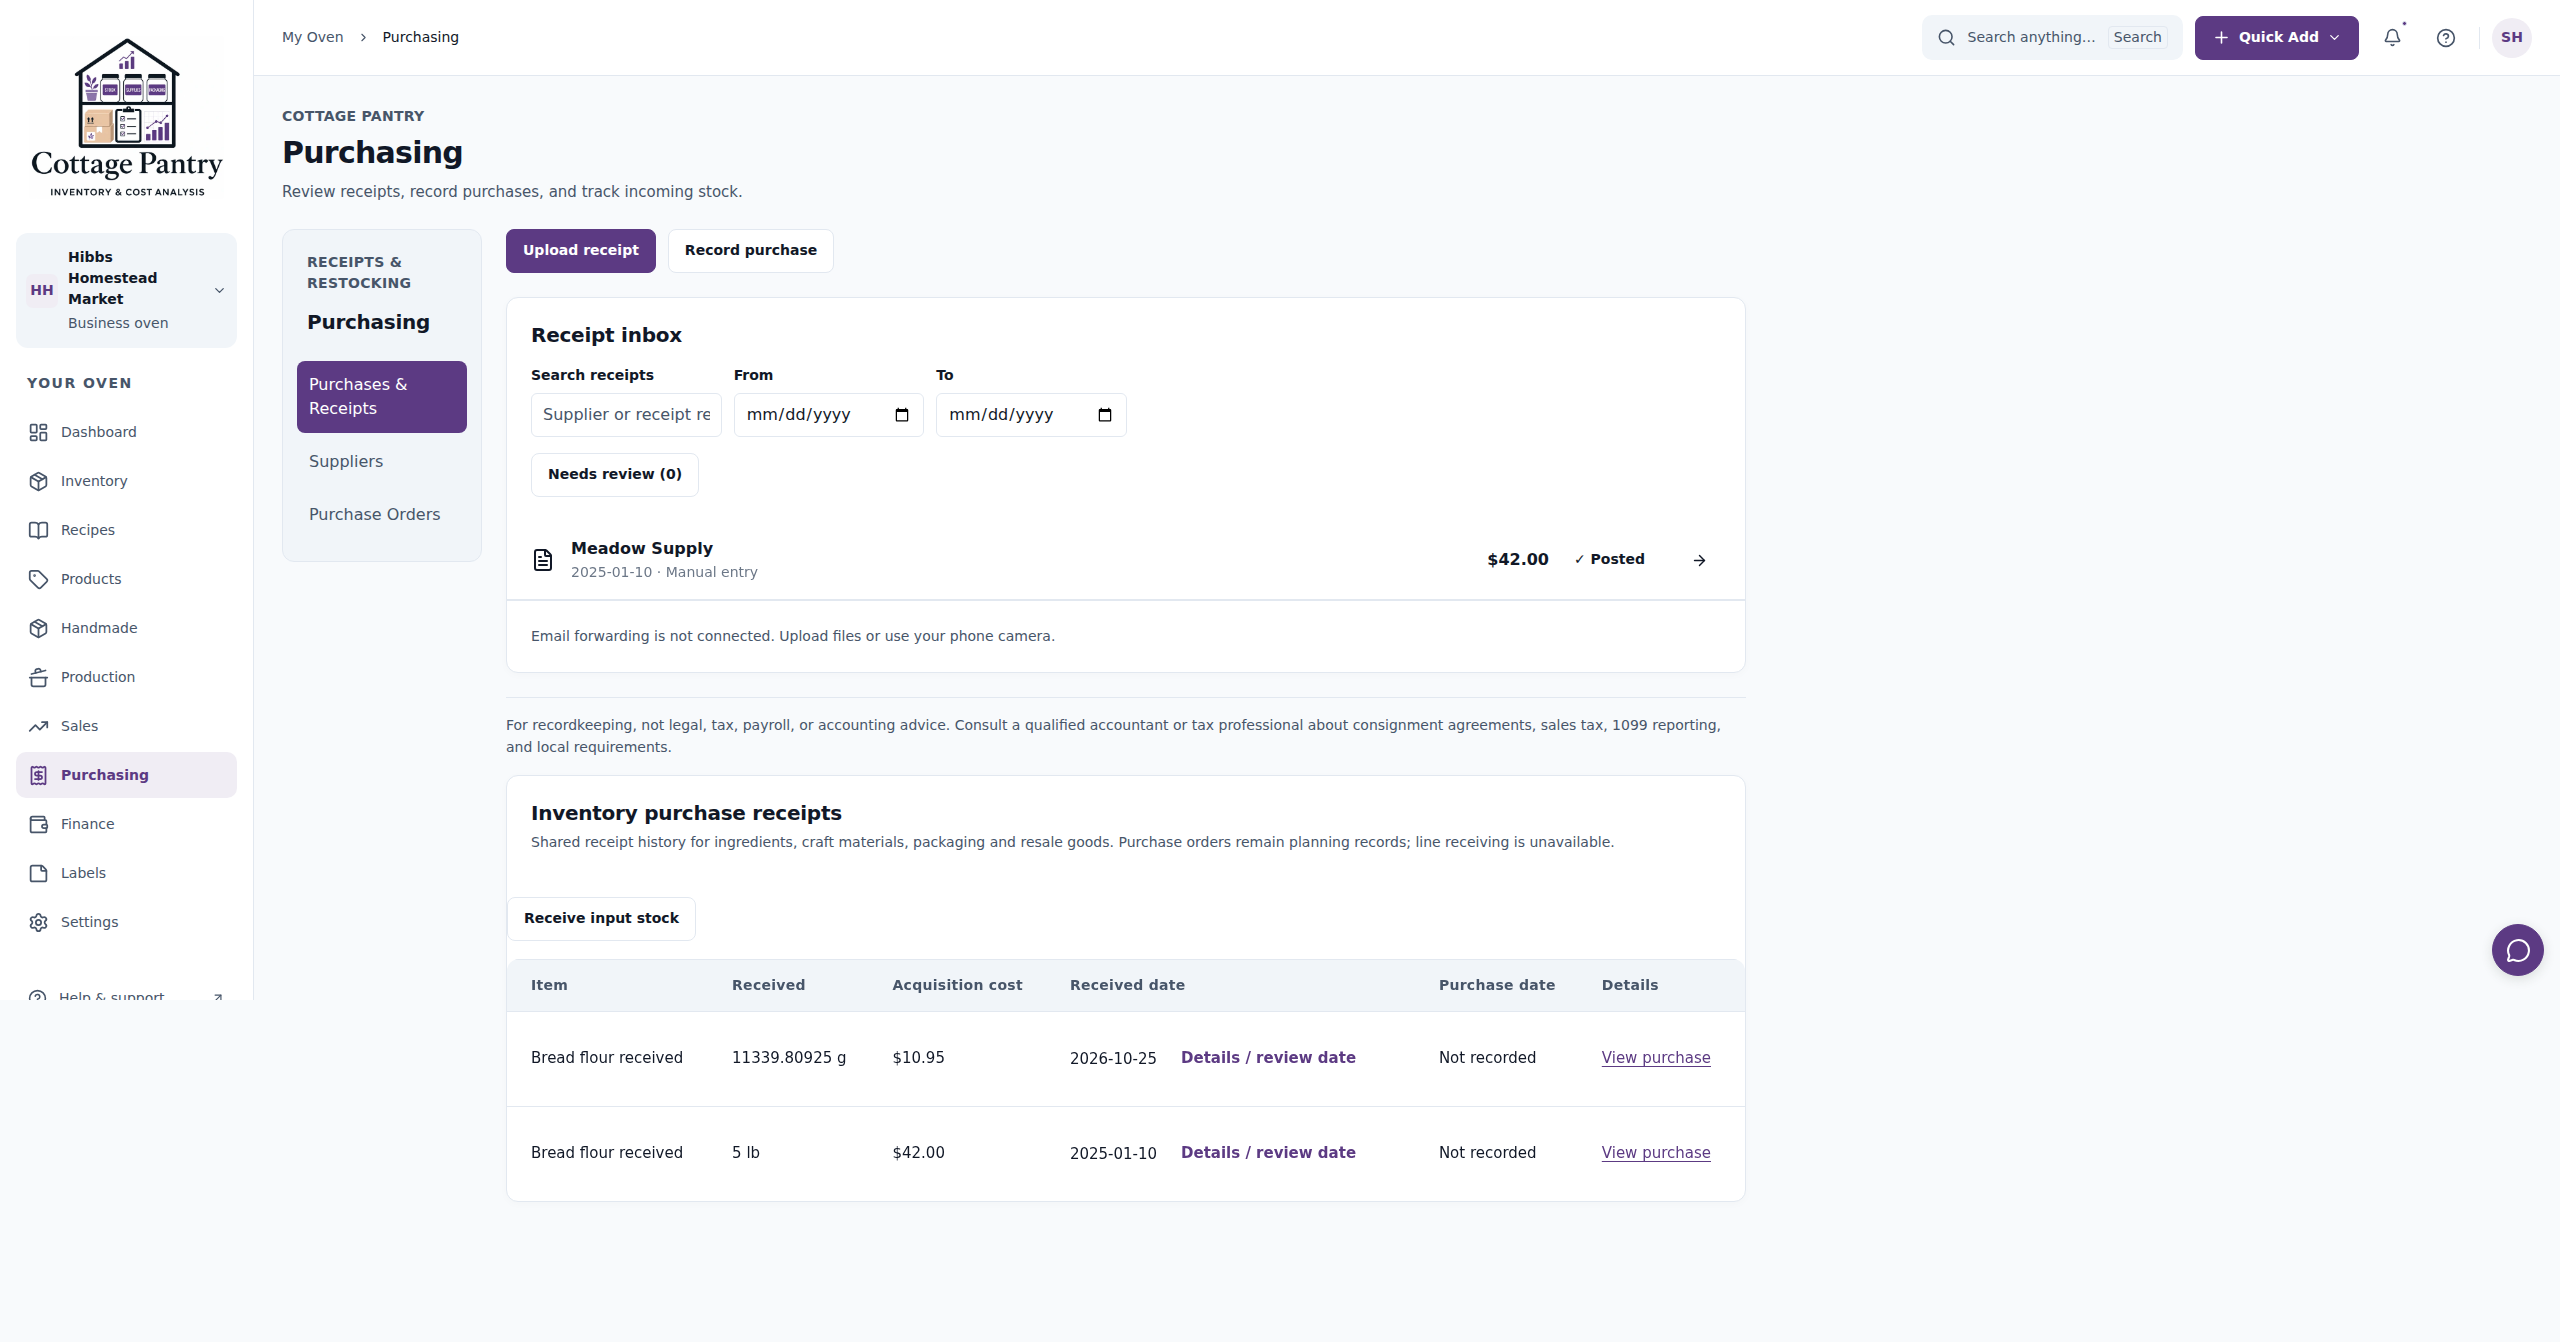 My Oven > Purchasing
Search anything... Search
Quick Add
SH
Cottage Pantry
INVENTORY & COST ANALYSIS
HH
Hibbs
Homestead
Market
Business oven
YOUR OVEN
Dashboard
Inventory
Recipes
Products
Handmade
Production
Sales
Purchasing
Finance
Labels
Settings
Help & support
COTTAGE PANTRY
Purchasing
Review receipts, record purchases, and track incoming stock.
RECEIPTS &
RESTOCKING
Purchasing
Purchases &
Receipts
Suppliers
Purchase Orders
Upload receipt Record purchase
Receipt inbox
Search receipts From To
Supplier or receipt re mm/dd/yyyy mm/dd/yyyy
Needs review (0)
Meadow Supply
2025-01-10 · Manual entry
$42.00 ✓ Posted
Email forwarding is not connected. Upload files or use your phone camera.
For recordkeeping, not legal, tax, payroll, or accounting advice. Consult a qualified accountant or tax professional about consignment agreements, sales tax, 1099 reporting,
and local requirements.
Inventory purchase receipts
Shared receipt history for ingredients, craft materials, packaging and resale goods. Purchase orders remain planning records; line receiving is unavailable.
Receive input stock
Item Received Acquisition cost Received date Purchase date Details
Bread flour received 11339.80925 g $10.95 2026-10-25 Details / review date Not recorded View purchase
Bread flour received 5 lb $42.00 2025-01-10 Details / review date Not recorded View purchase